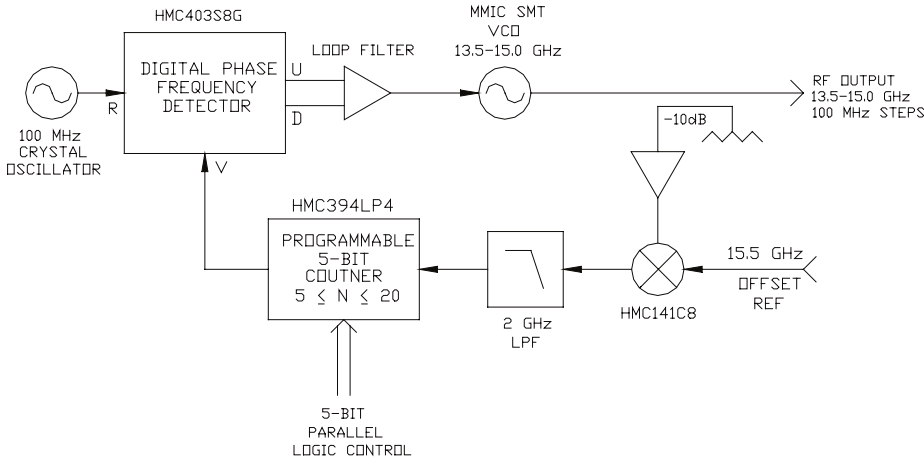 HMC403S8G
DIGITAL PHASE
FREQUENCY
DETECTOR
U
D
R
V
100 MHz
CRYSTAL
OSCILLATOR
LOOP FILTER
MMIC SMT
VCO
13.5-15.0 GHz
RF OUTPUT
13.5-15.0 GHz
100 MHz STEPS
-10dB
HMC394LP4
PROGRAMMABLE
5-BIT
COUTNER
5 ≤ N ≤ 20
2 GHz
LPF
HMC141C8
15.5 GHz
OFFSET
REF
5-BIT
PARALLEL
LOGIC CONTROL